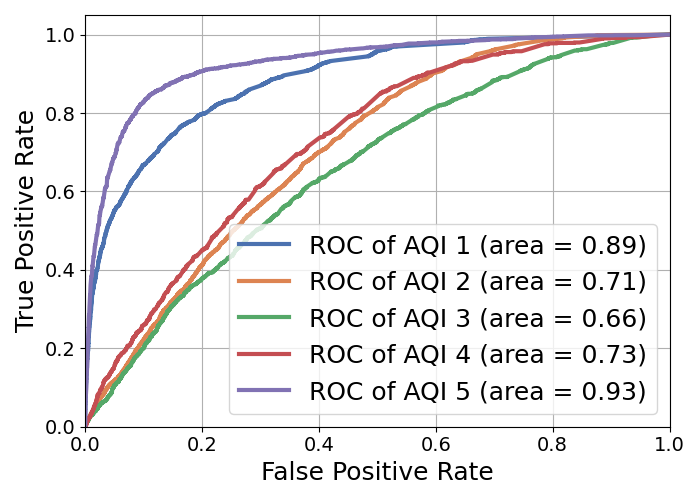 1.0
0.8
0.6
0.4
0.2
0.0
True Positive Rate
ROC of AQI 1 (area = 0.89)
ROC of AQI 2 (area = 0.71)
ROC of AQI 3 (area = 0.66)
ROC of AQI 4 (area = 0.73)
ROC of AQI 5 (area = 0.93)
0.0 0.2 0.4 0.6 0.8 1.0
False Positive Rate